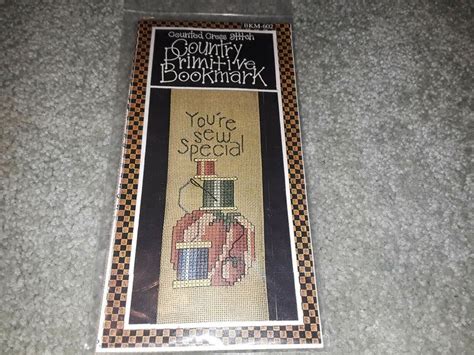 BKM-602
Counted Cross Stitch
Country
Primitive
Bookmark
You're
sew
special